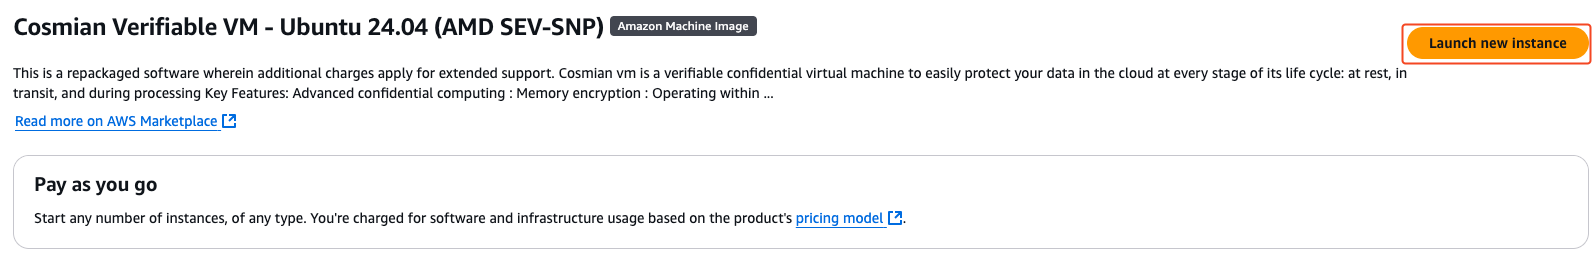 Cosmian Verifiable VM - Ubuntu 24.04 (AMD SEV-SNP) Amazon Machine Image
Launch new instance
This is a repackaged software wherein additional charges apply for extended support. Cosmian vm is a verifiable confidential virtual machine to easily protect your data in the cloud at every stage of its life cycle: at rest, in
transit, and during processing Key Features: Advanced confidential computing : Memory encryption : Operating within ...
Read more on AWS Marketplace
Pay as you go
Start any number of instances, of any type. You're charged for software and infrastructure usage based on the product's pricing model.